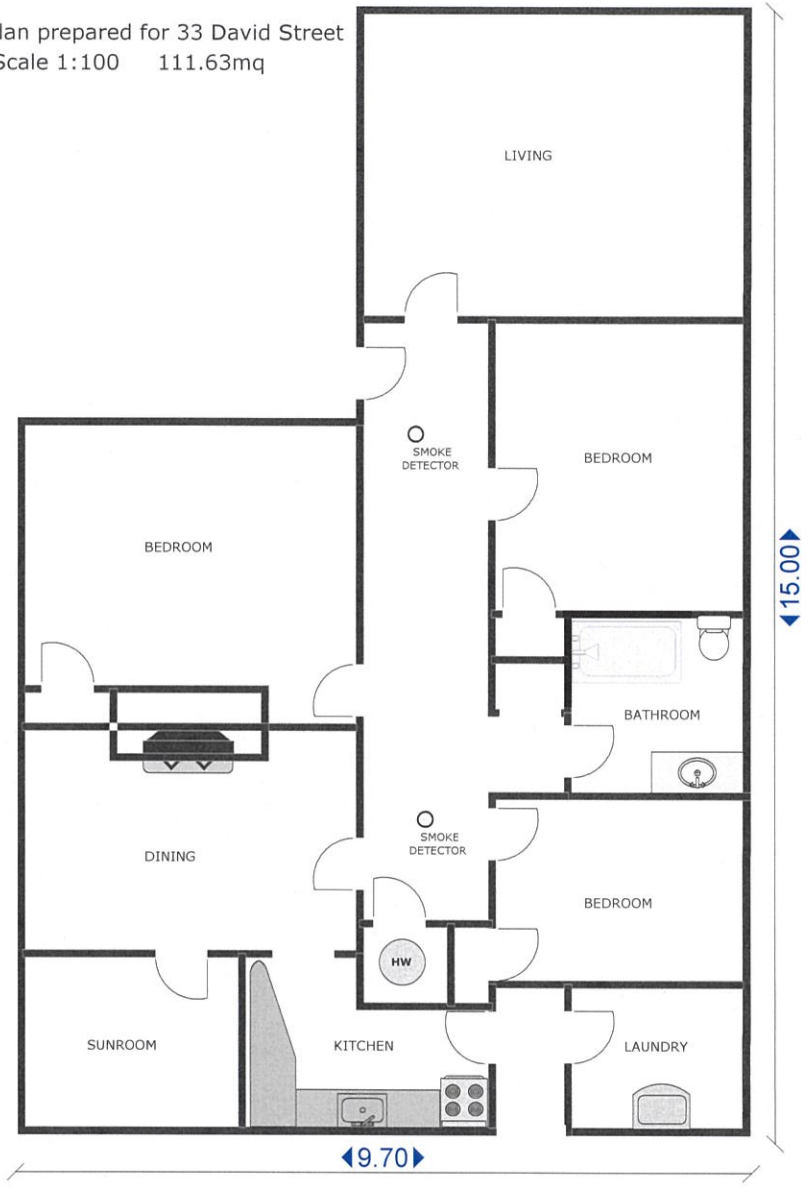 lan prepared for 33 David Street
Scale 1:100 111.63mq
LIVING
SMOKE
DETECTOR
BEDROOM
BEDROOM
15.00
BATHROOM
SMOKE
DETECTOR
DINING
BEDROOM
HW
SUNROOM
KITCHEN
LAUNDRY
9.70